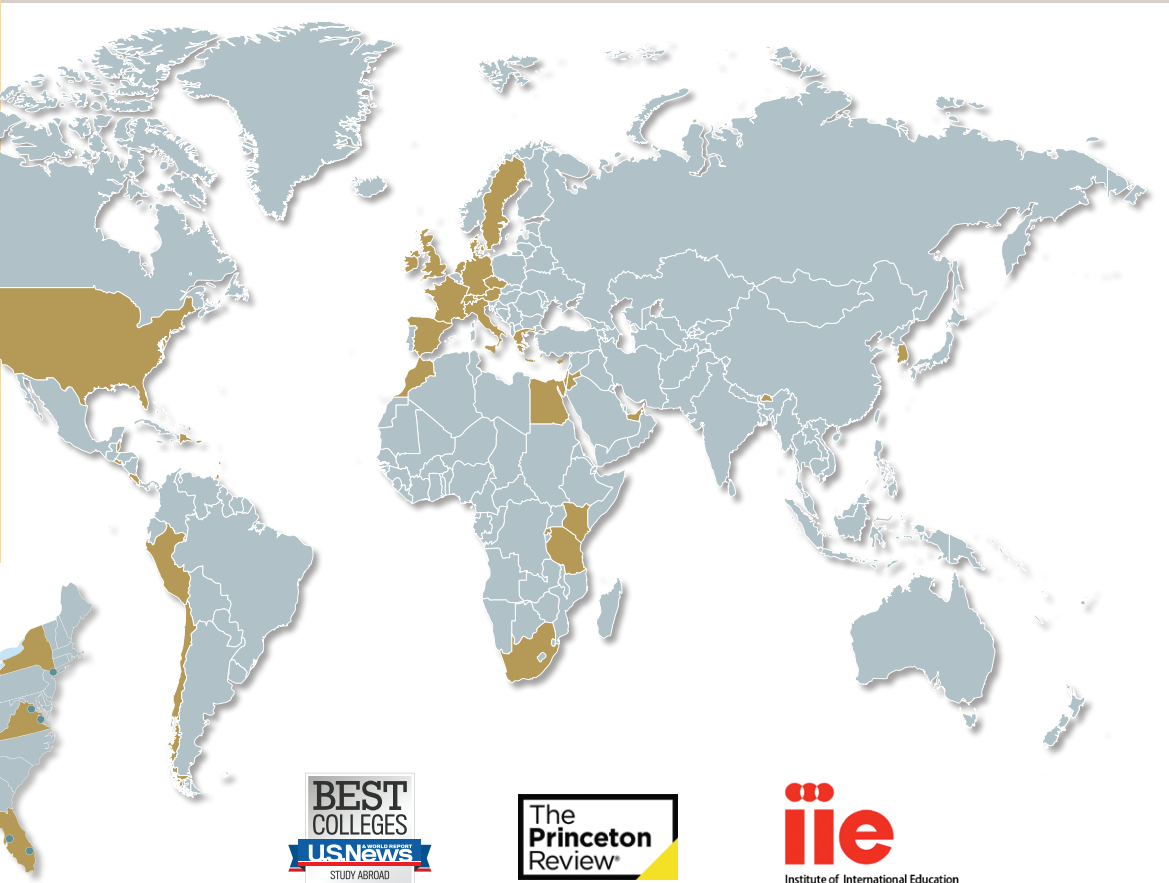 BEST
COLLEGES
U.S.News
& WORLD REPORT
STUDY ABROAD
The
Princeton
Review®
iie
Institute of International Education